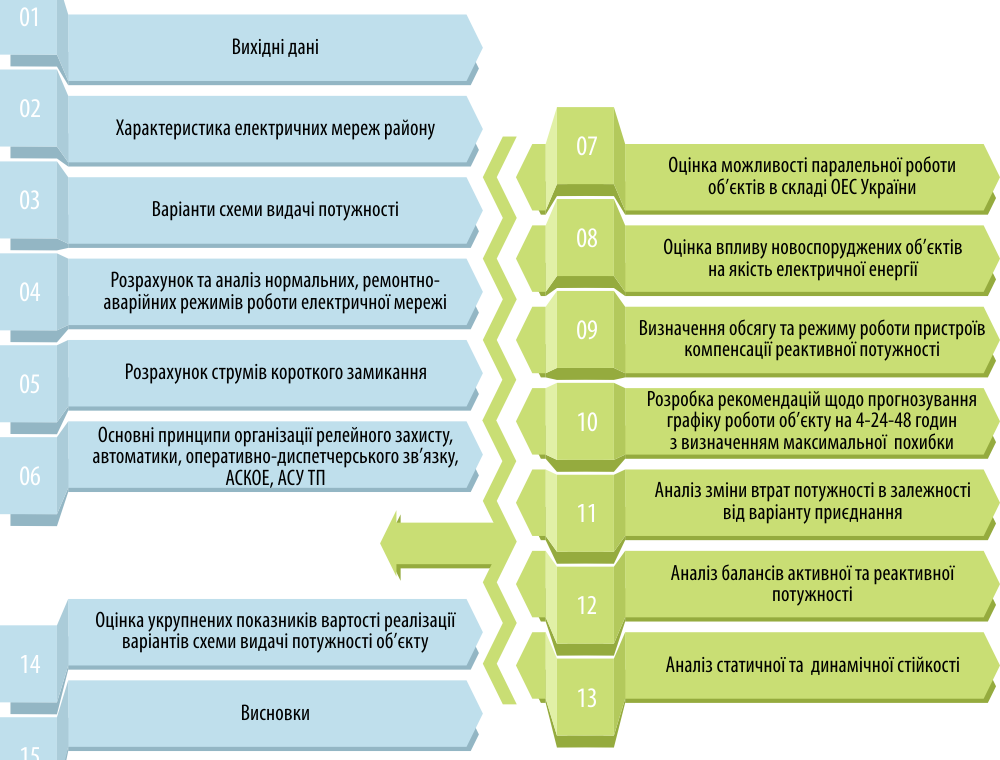 01
Вихідні дані
02
Характеристика електричних мереж району
03
Варіанти схеми видачі потужності
04
Розрахунок та аналіз нормальних, ремонтно-
аварійних режимів роботи електричної мережі
05
Розрахунок струмів короткого замикання
06
Основні принципи організації релейного захисту,
автоматики, оперативно-диспетчерського зв’язку,
АСКОЕ, АСУ ТП
07
Оцінка можливості паралельної роботи
об’єктів в складі ОЕС України
08
Оцінка впливу новоспоруджених об’єктів
на якість електричної енергії
09
Визначення обсягу та режиму роботи пристроїв
компенсації реактивної потужності
10
Розробка рекомендацій щодо прогнозування
графіку роботи об’єкту на 4-24-48 годин
з визначенням максимальної похибки
11
Аналіз зміни втрат потужності в залежності
від варіанту приєднання
12
Аналіз балансів активної та реактивної
потужності
13
Аналіз статичної та динамічної стійкості
14
Оцінка укрупнених показників вартості реалізації
варіантів схеми видачі потужності об’єкту
15
Висновки